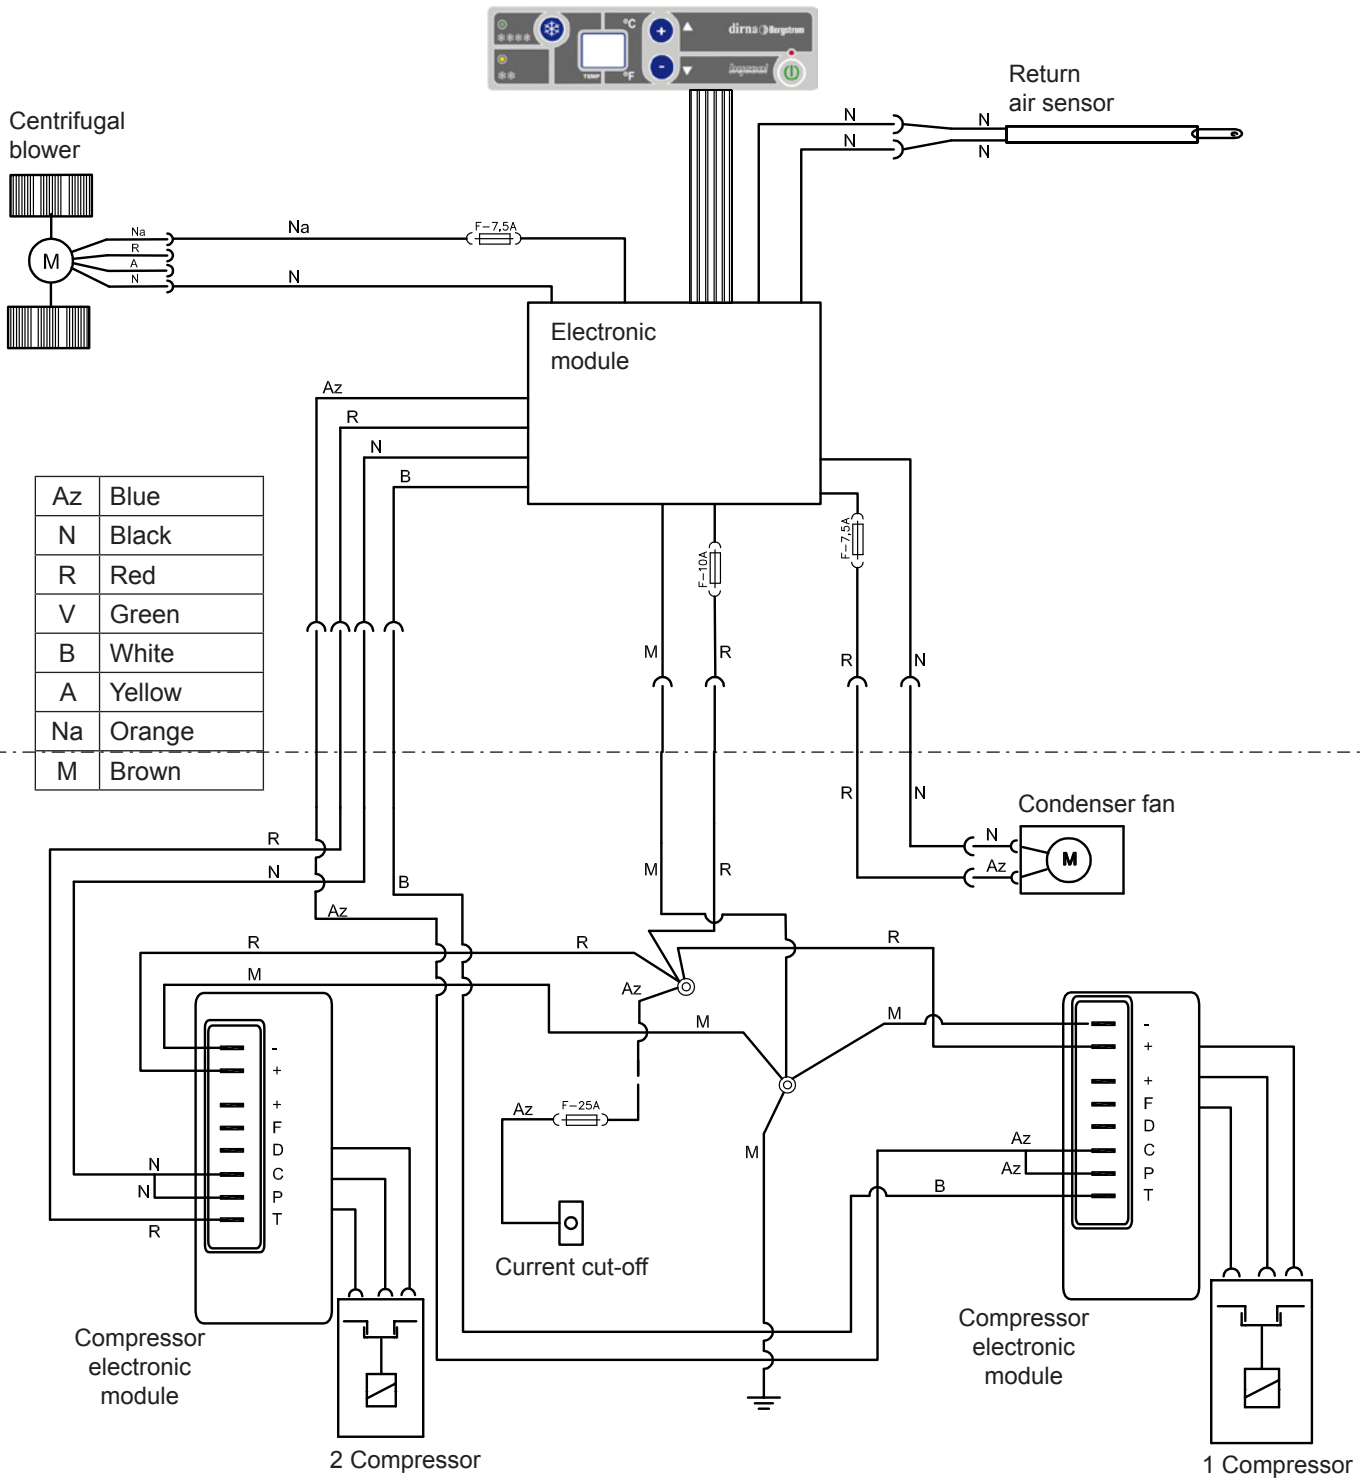 °C
❄❄❄❄
+
dirna Bergstrom
❄❄
TEMP
°F
-
Return
air sensor
Centrifugal
blower
N
N
N
N
Na
R
A
N
M
Na
F-7,5A
N
Electronic
module
Az
R
N
B
Az Blue
N Black
R Red
V Green
B White
A Yellow
Na Orange
M Brown
F-10A
F-7,5A
M
R
R
N
R
N
Condenser fan
N
Az
M
R
N
B
Az
M
R
R
R
R
M
Az
M
M
-
+
+
F
D
C
P
T
N
N
R
Az
F-25A
M
Current cut-off
-
+
+
F
D
C
P
T
Az
Az
B
Compressor
electronic
module
2 Compressor
Compressor
electronic
module
1 Compressor